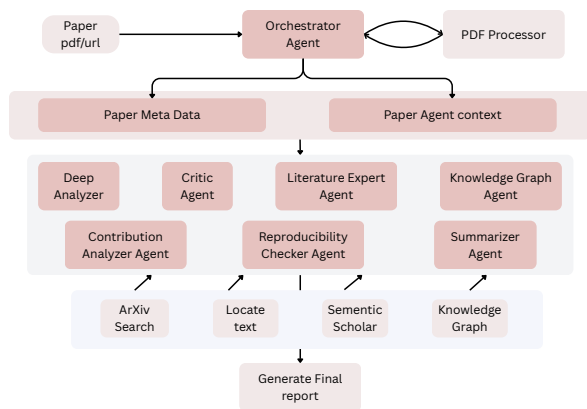 Paper
pdf/url
Orchestrator
Agent
PDF Processor
Paper Meta Data
Paper Agent context
Deep
Analyzer
Critic
Agent
Literature Expert
Agent
Knowledge Graph
Agent
Contribution
Analyzer Agent
Reproducibility
Checker Agent
Summarizer
Agent
ArXiv
Search
Locate
text
Sementic
Scholar
Knowledge
Graph
Generate Final
report